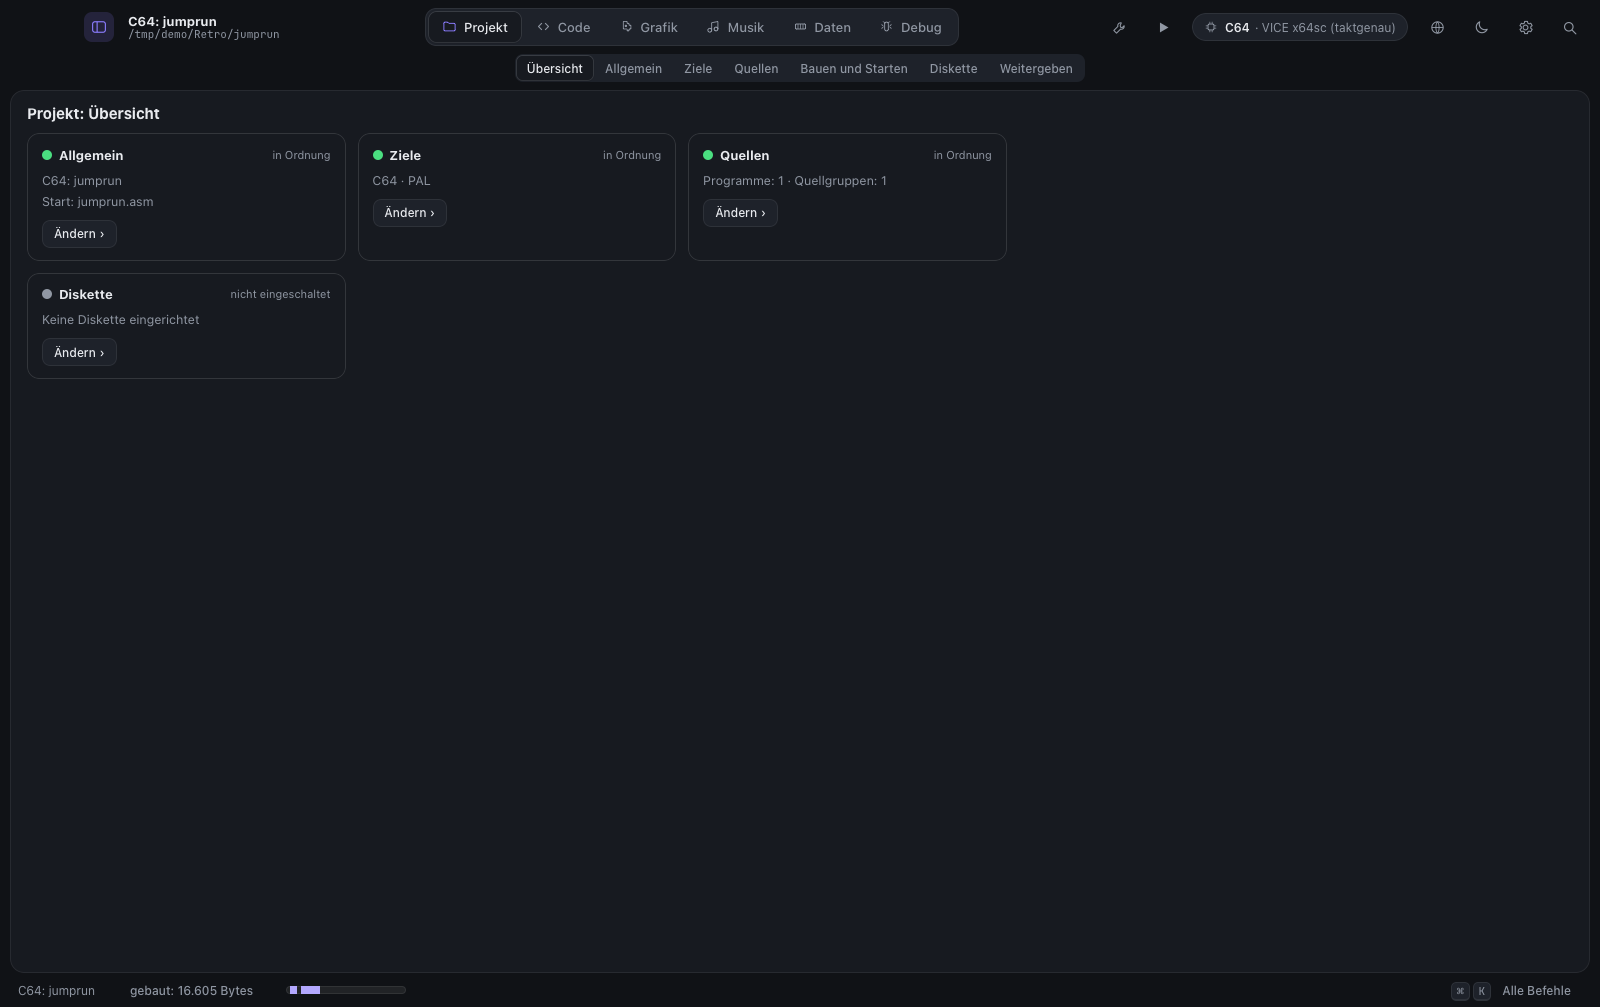 C64: jumprun
/tmp/demo/Retro/jumprun
Projekt
Code
Grafik
Musik
Daten
Debug
C64 · VICE x64sc (taktgenau)
Übersicht
Allgemein
Ziele
Quellen
Bauen und Starten
Diskette
Weitergeben
Projekt: Übersicht
Allgemein
in Ordnung
C64: jumprun
Start: jumprun.asm
Ändern ›
Ziele
in Ordnung
C64 · PAL
Ändern ›
Quellen
in Ordnung
Programme: 1 · Quellgruppen: 1
Ändern ›
Diskette
nicht eingeschaltet
Keine Diskette eingerichtet
Ändern ›
C64: jumprun
gebaut: 16.605 Bytes
⌘ K Alle Befehle